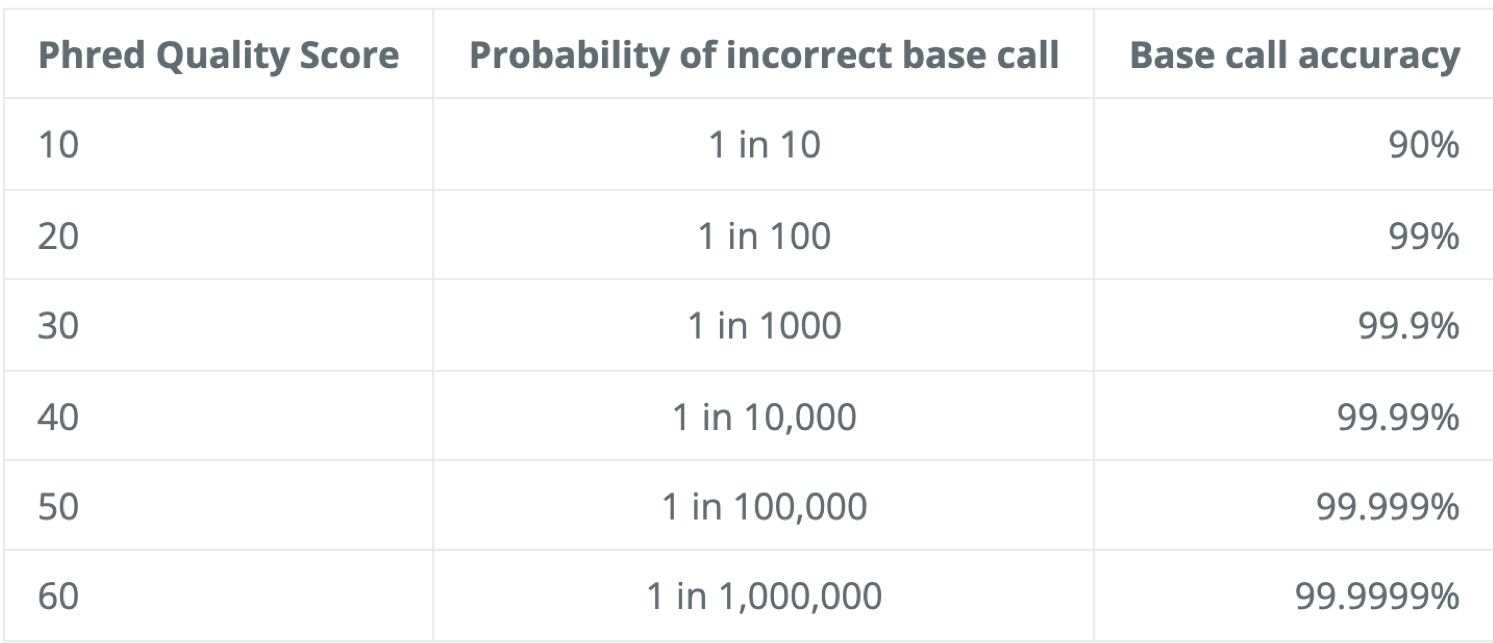 Phred Quality Score Probability of incorrect base call Base call accuracy
10 1 in 10 90%
20 1 in 100 99%
30 1 in 1000 99.9%
40 1 in 10,000 99.99%
50 1 in 100,000 99.999%
60 1 in 1,000,000 99.9999%